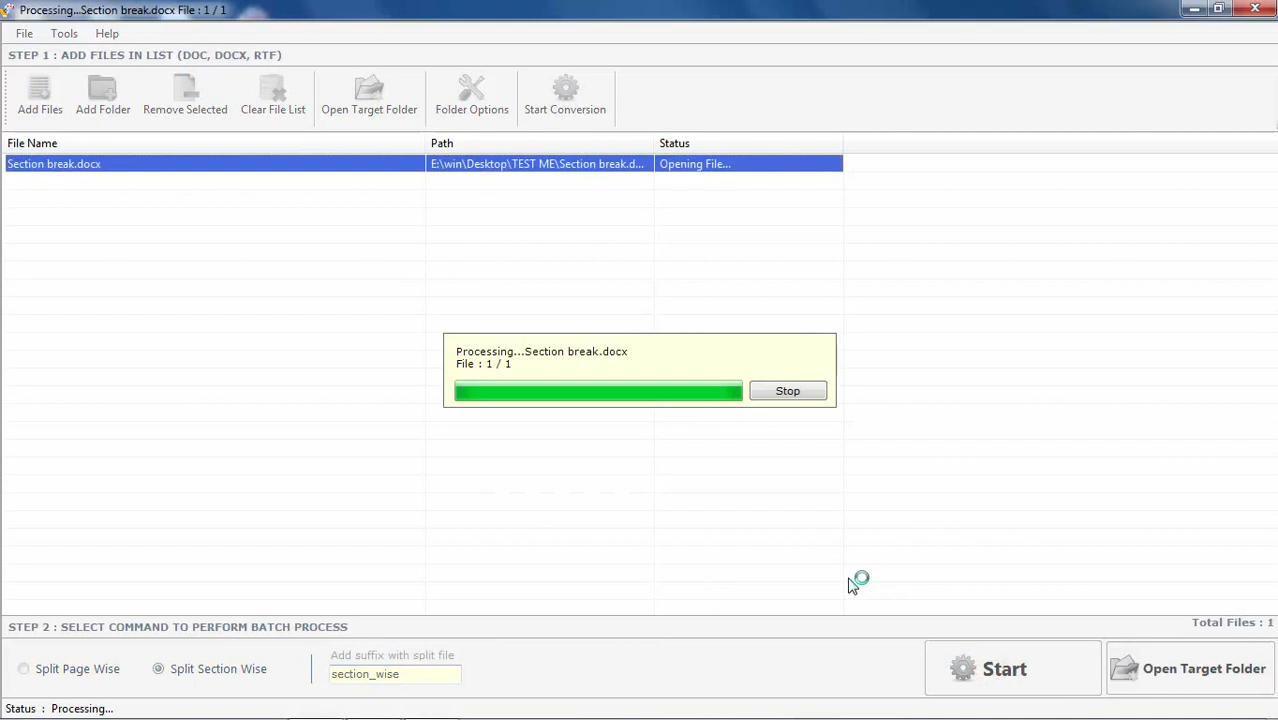 Processing...Section break.docx File : 1 / 1
File Tools Help
STEP 1 : ADD FILES IN LIST (DOC, DOCX, RTF)
Add Files Add Folder Remove Selected Clear File List Open Target Folder Folder Options Start Conversion
File Name Path Status
Section break.docx E:\win\Desktop\TEST ME\Section break.d... Opening File...
Processing...Section break.docx
File : 1 / 1
Stop
STEP 2 : SELECT COMMAND TO PERFORM BATCH PROCESS Total Files : 1
Add suffix with split file
Split Page Wise Split Section Wise section_wise Start Open Target Folder
Status : Processing...